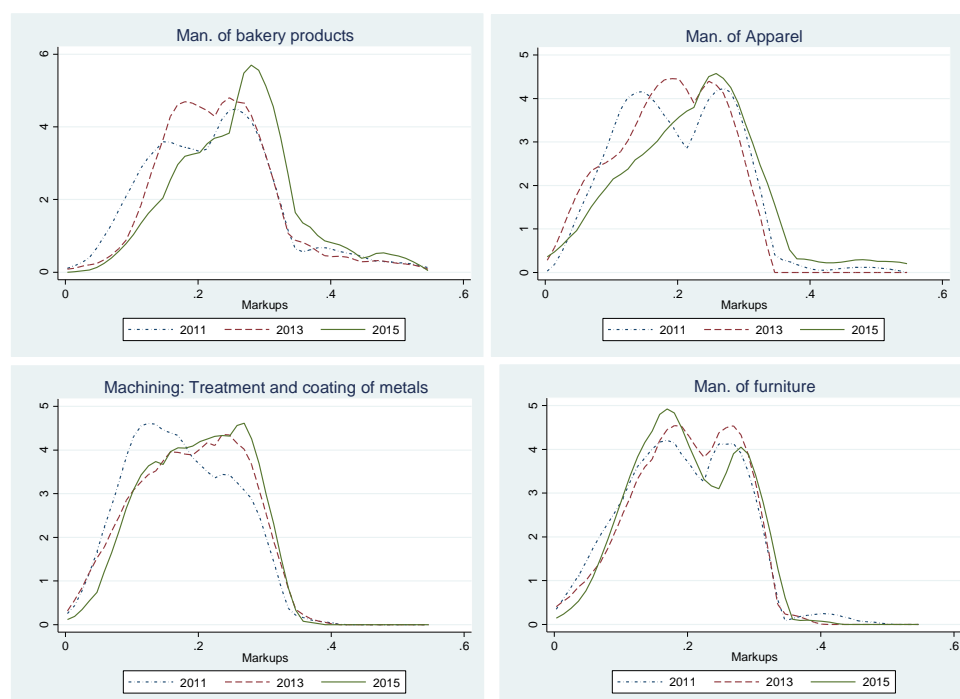 Man. of bakery products
6
4
2
0
0 .2 .4 .6
Markups
2011 2013 2015
Man. of Apparel
5
4
3
2
1
0
0 .2 .4 .6
Markups
2011 2013 2015
Machining: Treatment and coating of metals
5
4
3
2
1
0
0 .2 .4 .6
Markups
2011 2013 2015
Man. of furniture
5
4
3
2
1
0
0 .2 .4 .6
Markups
2011 2013 2015